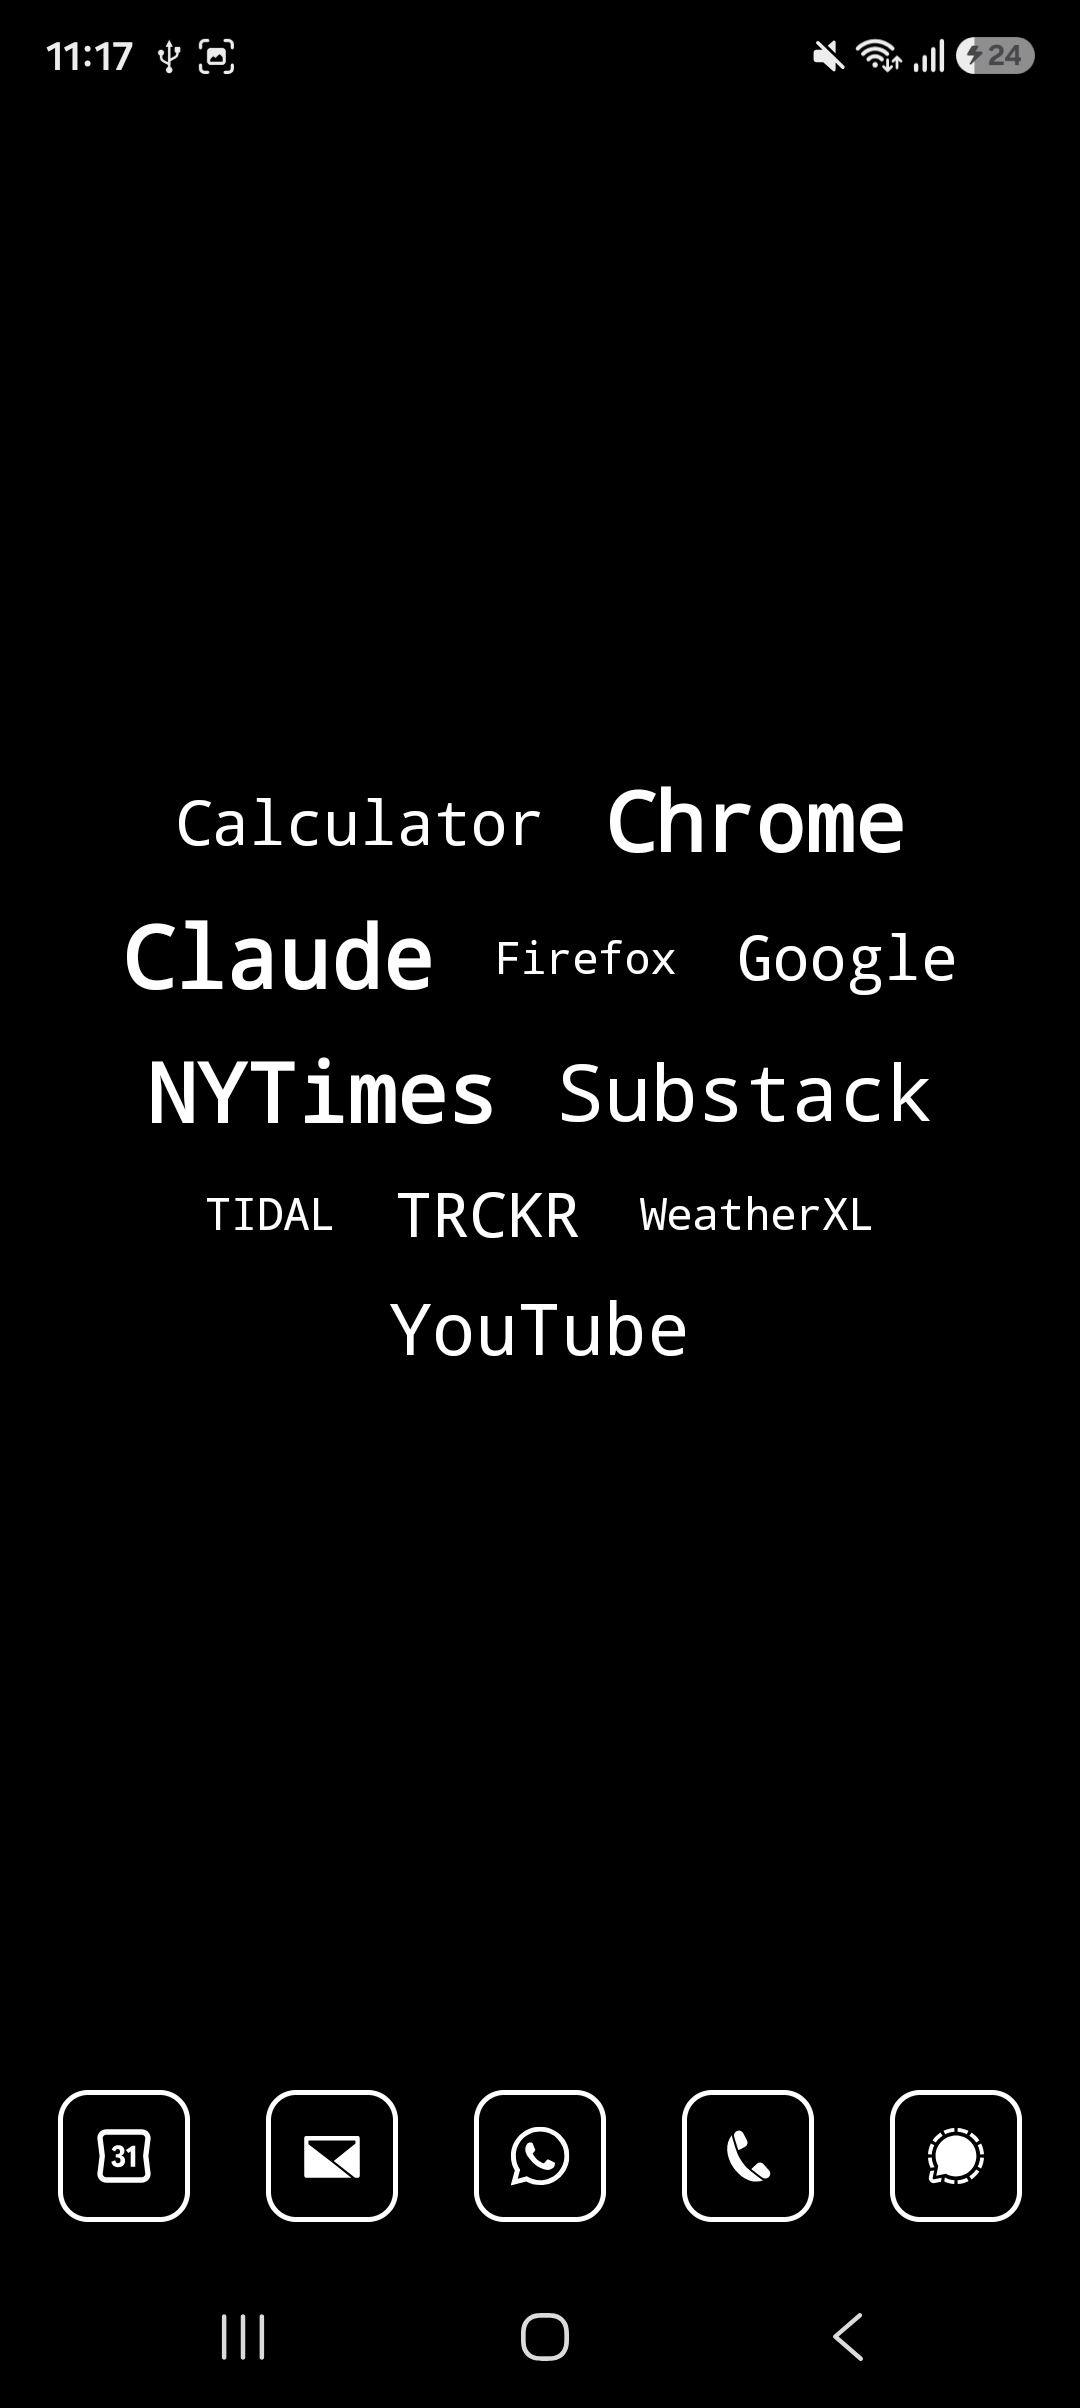 11:17 24
Calculator Chrome
Claude Firefox Google
NYTimes Substack
TIDAL TRCKR WeatherXL
YouTube
31